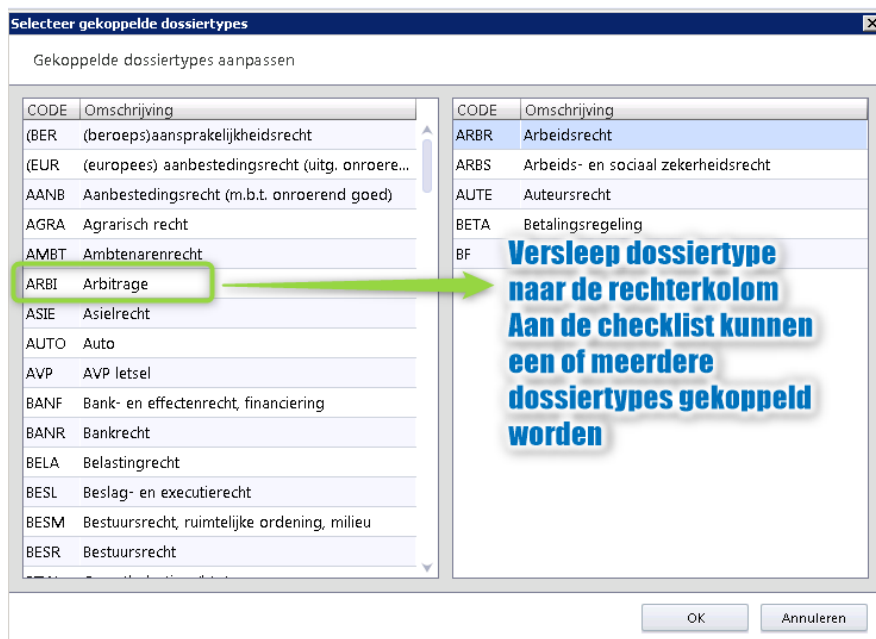 Selecteer gekoppelde dossiertypes
Gekoppelde dossiertypes aanpassen
CODE Omschrijving
(BER (beroeps)aansprakelijkheidsrecht
(EUR (europees) aanbestedingsrecht (uitg. onroere...
AANB Aanbestedingsrecht (m.b.t. onroerend goed)
AGRA Agrarisch recht
AMBT Ambtenarenrecht
ARBI Arbitrage
ASIE Asielrecht
AUTO Auto
AVP AVP letsel
BANF Bank- en effectenrecht, financiering
BANR Bankrecht
BELA Belastingrecht
BESL Beslag- en executierecht
BESM Bestuursrecht, ruimtelijke ordening, milieu
BESR Bestuursrecht
CODE Omschrijving
ARBR Arbeidsrecht
ARBS Arbeids- en sociaal zekerheidsrecht
AUTE Auteursrecht
BETA Betalingsregeling
BF
Versleep dossiertype
naar de rechterkolom
Aan de checklist kunnen
een of meerdere
dossiertypes gekoppeld
worden
OK Annuleren